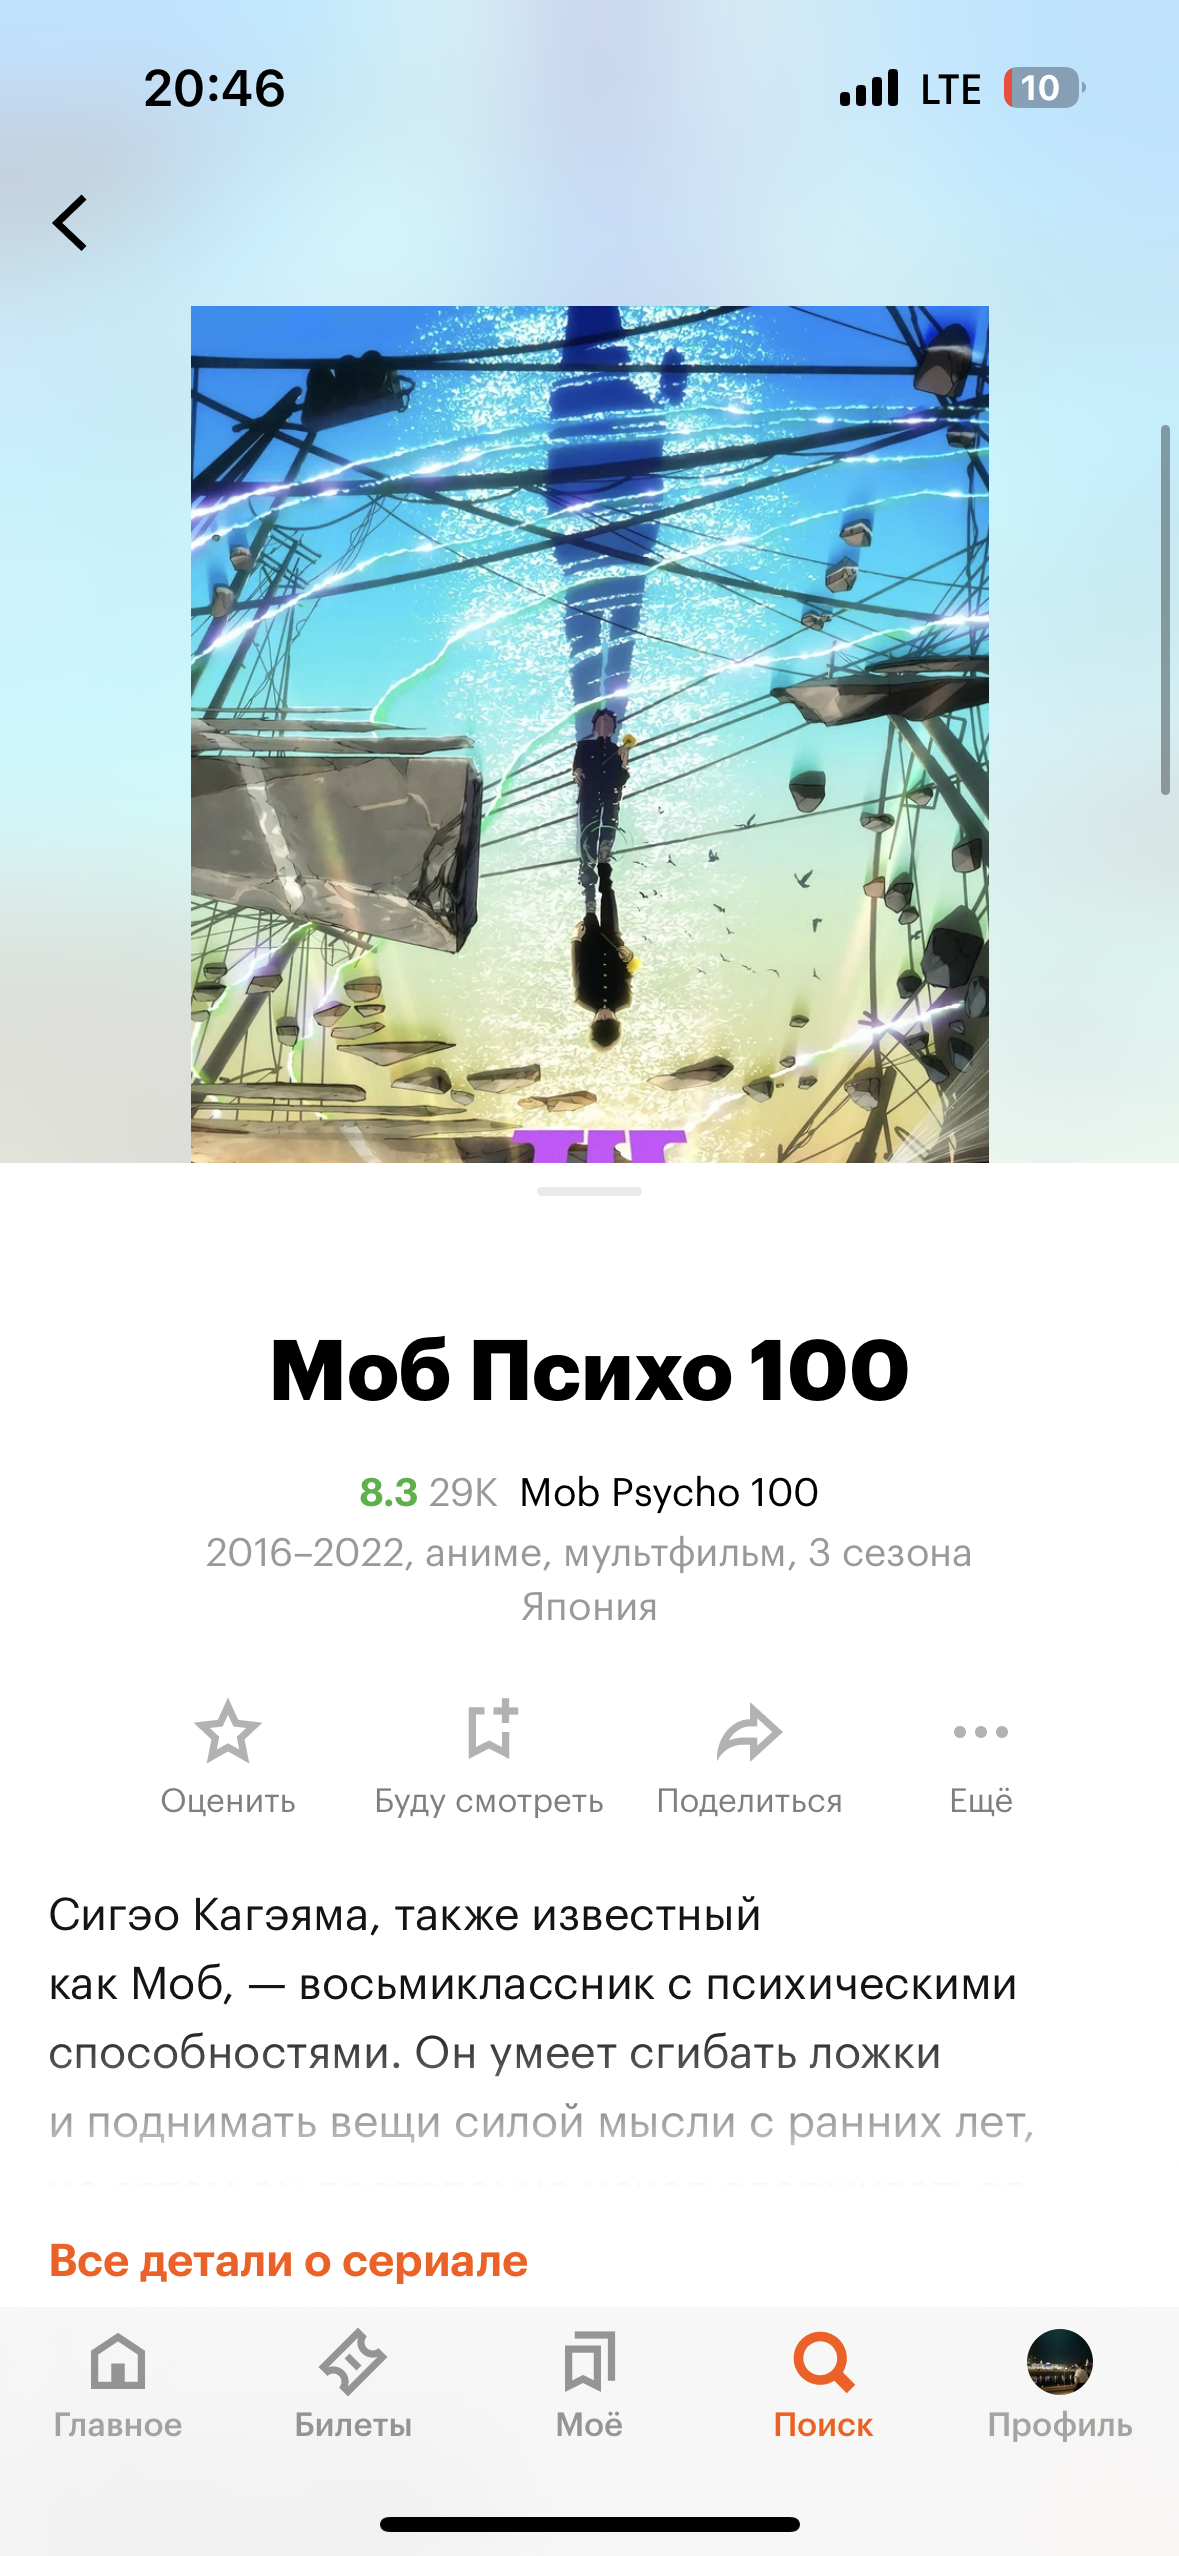 20:46
LTE 10
Моб Психо 100
8.3 29K Mob Psycho 100
2016–2022, аниме, мультфильм, 3 сезона
Япония
Оценить Буду смотреть Поделиться Ещё
Сигэо Кагэяма, также известный
как Моб, — восьмиклассник с психическими
способностями. Он умеет сгибать ложки
и поднимать вещи силой мысли с ранних лет,
Все детали о сериале
Главное Билеты Моё Поиск Профиль